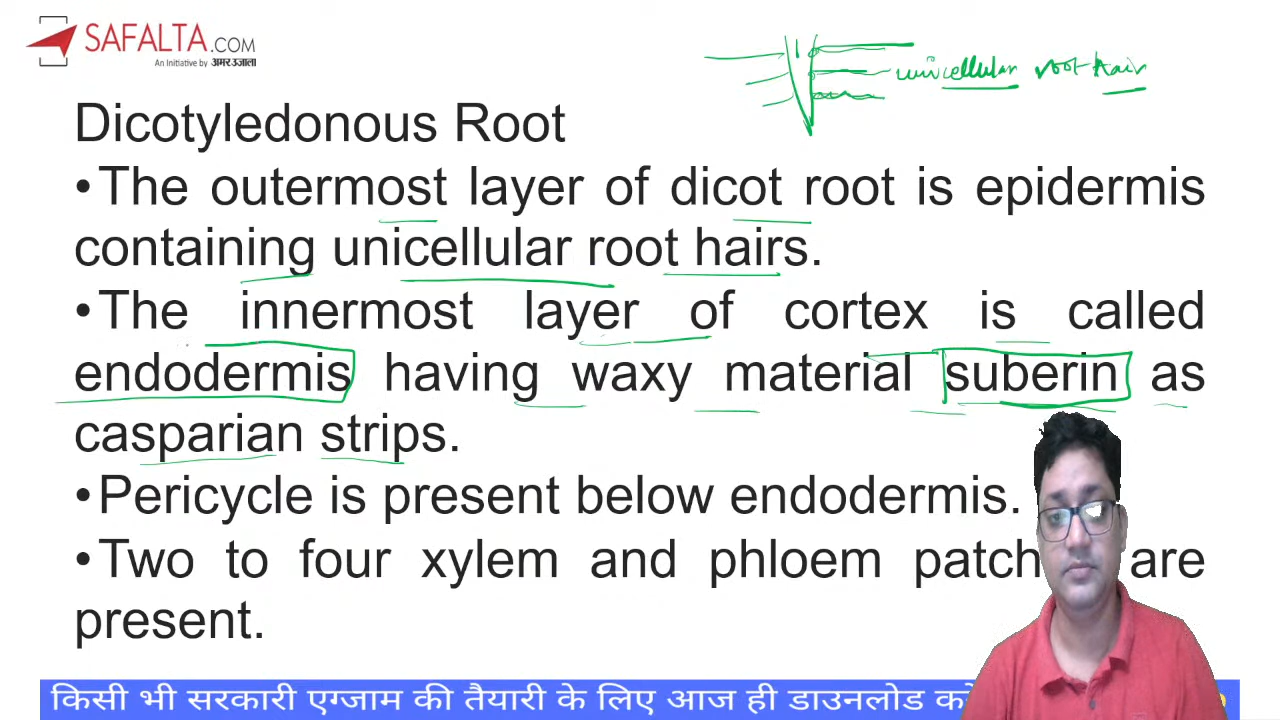 SAFALTA.COM
An Initiative by अमर उजाला
unicellular root hair
Dicotyledonous Root
•The outermost layer of dicot root is epidermis
containing unicellular root hairs.
•The innermost layer of cortex is called
endodermis having waxy material suberin as
casparian strips.
•Pericycle is present below endodermis.
•Two to four xylem and phloem are
present.
किसी भी सरकारी एग्जाम की तैयारी के लिए आज ही डाउनलोड